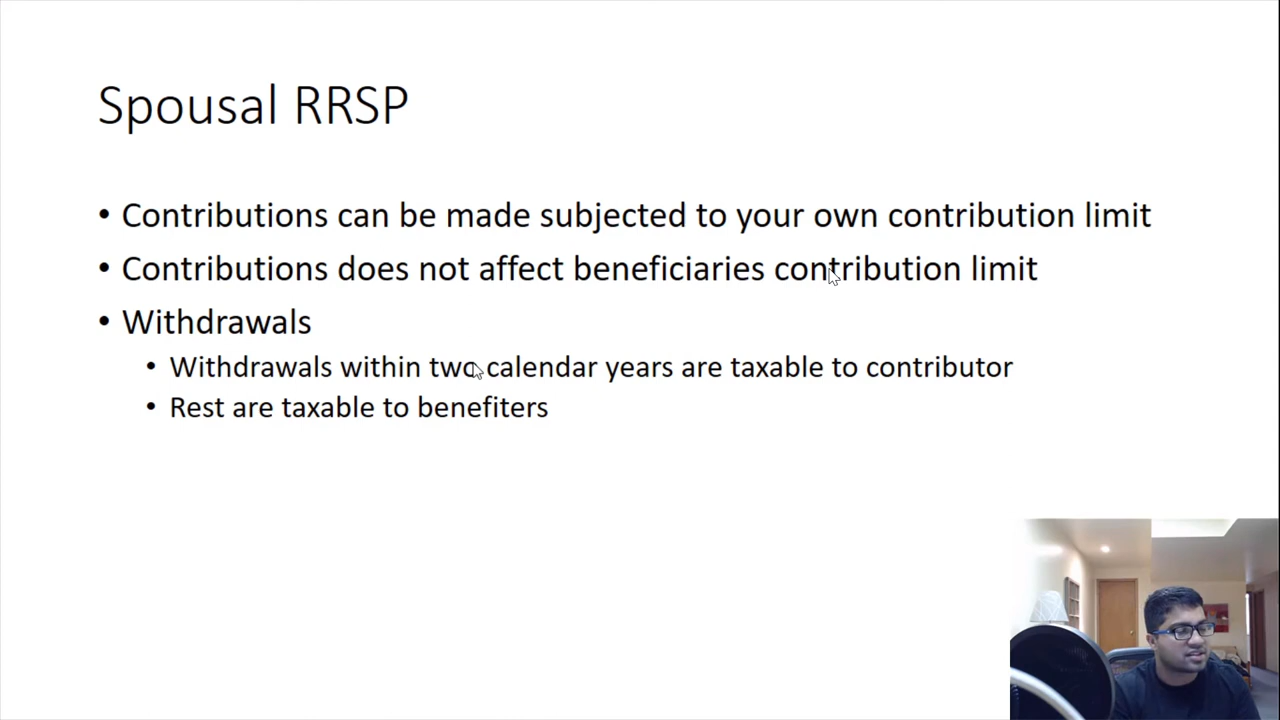 Spousal RRSP
• Contributions can be made subjected to your own contribution limit
• Contributions does not affect beneficiaries contribution limit
• Withdrawals
• Withdrawals within two calendar years are taxable to contributor
• Rest are taxable to benefiters